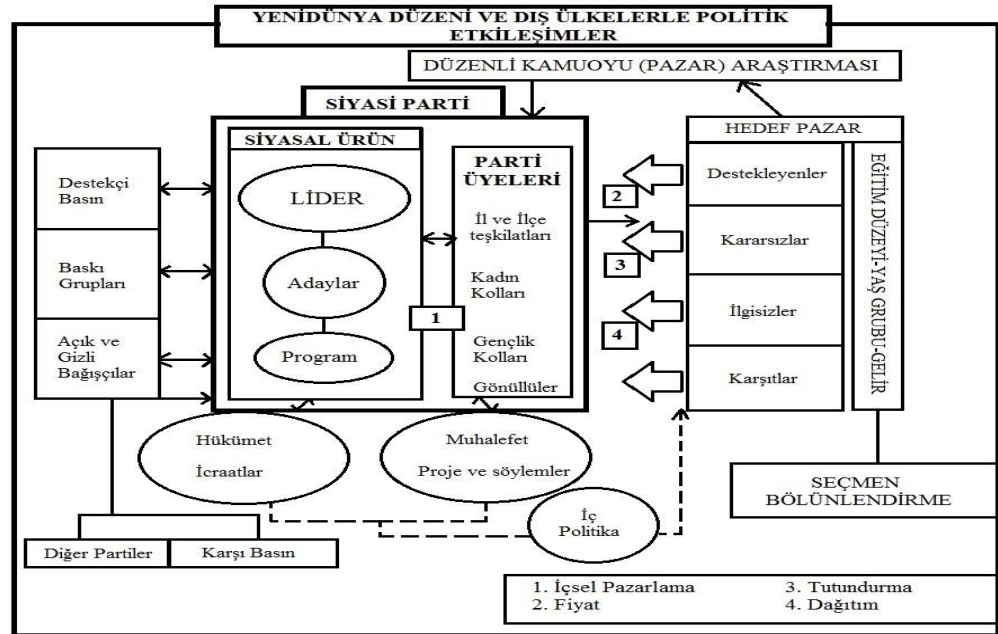 YENİDÜNYA DÜZENİ VE DIŞ ÜLKELERLE POLİTİK
ETKİLEŞİMLER
DÜZENLİ KAMUOYU (PAZAR) ARAŞTIRMASI
SİYASİ PARTİ
SİYASAL ÜRÜN
LİDER
Adaylar
Program
PARTİ
ÜYELERİ
İl ve İlçe
teşkilatları
Kadın
Kolları
Gençlik
Kolları
Gönüllüler
1
Destekçi
Basın
Baskı
Grupları
Açık ve
Gizli
Bağışçılar
2
3
4
HEDEF PAZAR
Destekleyenler
Kararsızlar
İlgisizler
Karşıtlar
EĞİTİM DÜZEYİ-YAŞ GRUBU-GELİR
SEÇMEN
BÖLÜNLENDİRME
Hükümet
İcraatlar
Muhalefet
Proje ve söylemler
İç
Politika
Diğer Partiler
Karşı Basın
1. İçsel Pazarlama
2. Fiyat
3. Tutundurma
4. Dağıtım